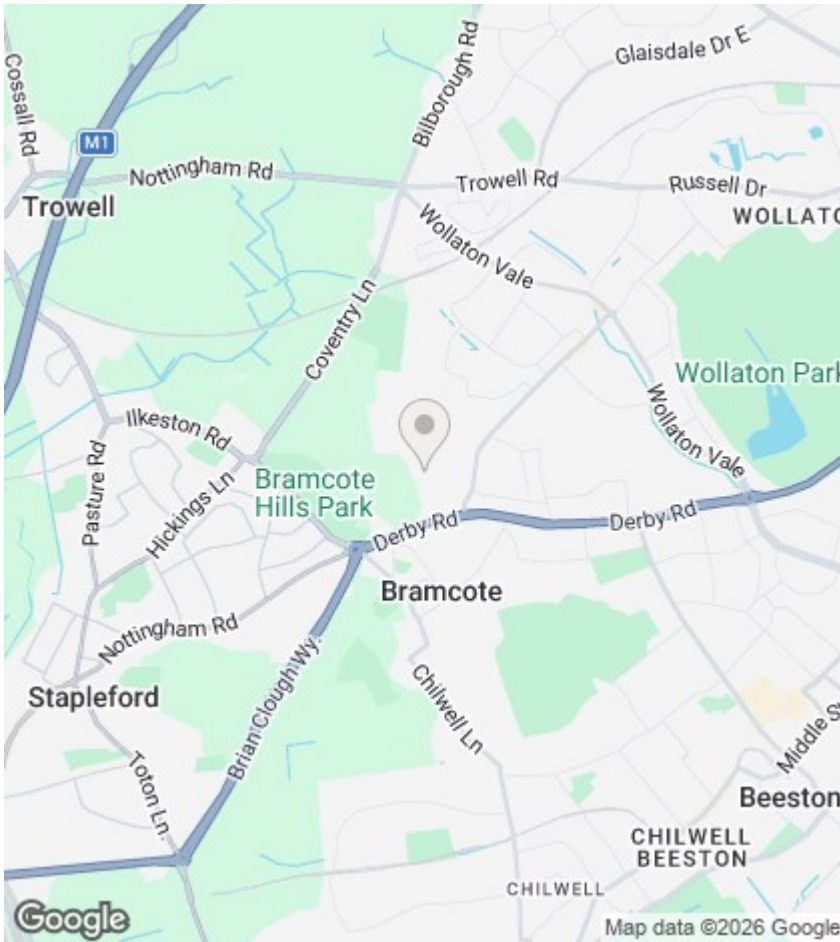 Cossall Rd
Bilborough Rd
Glaisdale Dr E
M1
Nottingham Rd
Trowell Rd
Russell Dr
Trowell
WOLLATO
Wollaton Vale
Coventry Ln
Wollaton Park
Ilkeston Rd
Wollaton Vale
Pasture Rd
Hickings Ln
Bramcote
Hills Park
Derby Rd
Derby Rd
Bramcote
Nottingham Rd
Stapleford
Brian Clough Wy.
Chilwell Ln
Middle S
Toton Ln.
Beeston
CHILWELL
BEESTON
CHILWELL
Google
Map data ©2026 Google